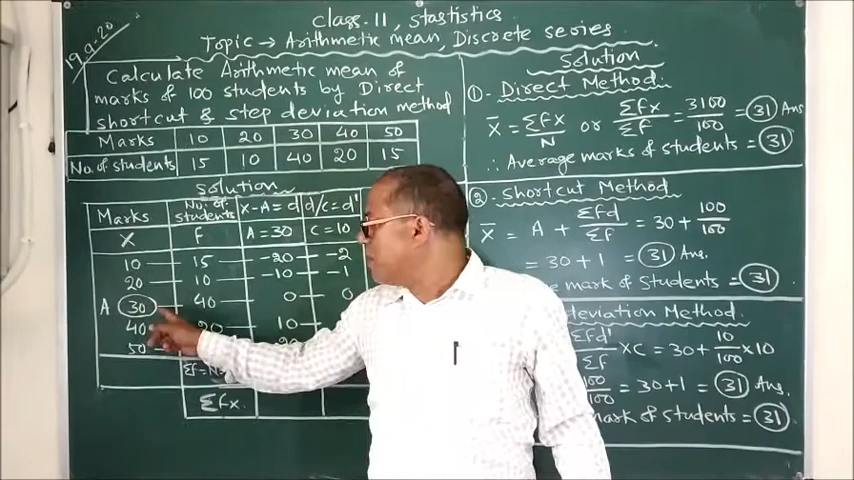 19-9-20
Class-11, Stastistics
Topic → Arithmetic mean, Discrete series
Calculate Arithmetic mean of
marks of 100 students by Direct
shortcut & step deviation method
Marks 10 20 30 40 50
No. of students 15 10 40 20 15
Solution
Marks No. of students X-A=d d/c=d'
X F A=30 C=10
10 15 -20 -2
20 10 -10 -1
A 30 40 0 0
40 20 10
50
Σfx
Solution
①- Direct Method
X̄ = Σfx/N or Σfx/Σf = 3100/100 = 31 Ans
∴ Average marks of students = 31
② Shortcut Method
X̄ = A + Σfd/Σf = 30 + 100/100
= 30+1 = 31 Ans.
mark of students = 31
deviation Method
Σfd'/Σf ×C = 30 + 10/100 ×10
100/100 = 30+1 = 31 Ans.
mark of students = 31